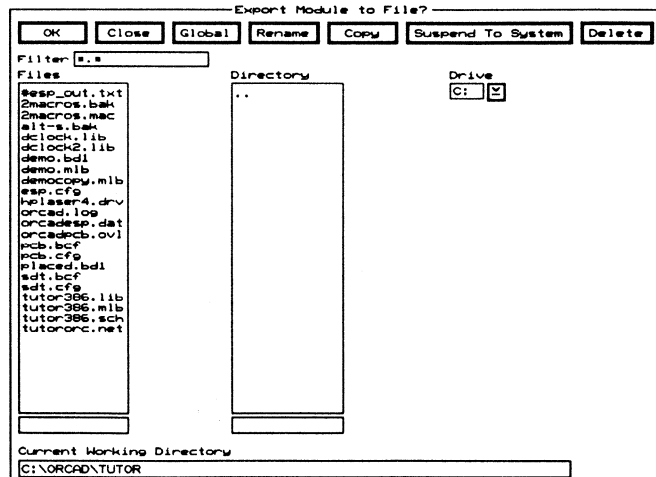 Export Module to File?
OK Close Global Rename Copy Suspend To System Delete
Filter *.*
Files Directory Drive
#esp_out.txt .. C:
2macros.bak
2macros.mac
alt-s.bak
dclock.lib
dclock2.lib
demo.bdl
demo.mlb
democopy.mlb
esp.cfg
hplaser4.drv
orcad.log
orcadesp.dat
orcadpcb.ovl
pcb.bcf
pcb.cfg
placed.bdl
sdt.bcf
sdt.cfg
tutor386.lib
tutor386.mlb
tutor386.sch
tutororc.net
Current Working Directory
C:\ORCAD\TUTOR